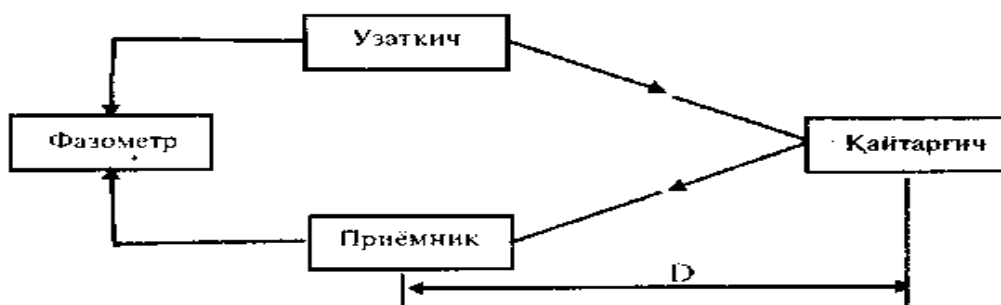 Узаткич
Фазометр
Қайтаргич
Приёмник
D